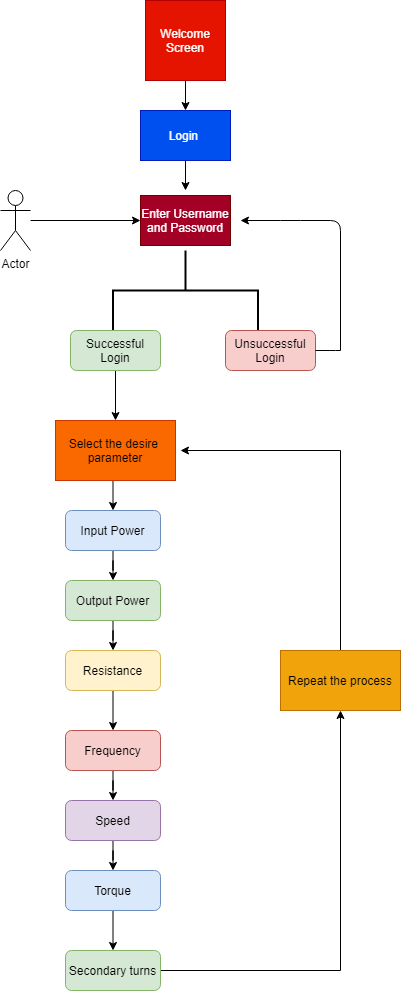 Welcome
Screen
Login
Enter Username
and Password
Actor
Successful
Login
Unsuccessful
Login
Select the desire
parameter
Input Power
Output Power
Resistance
Repeat the process
Frequency
Speed
Torque
Secondary turns